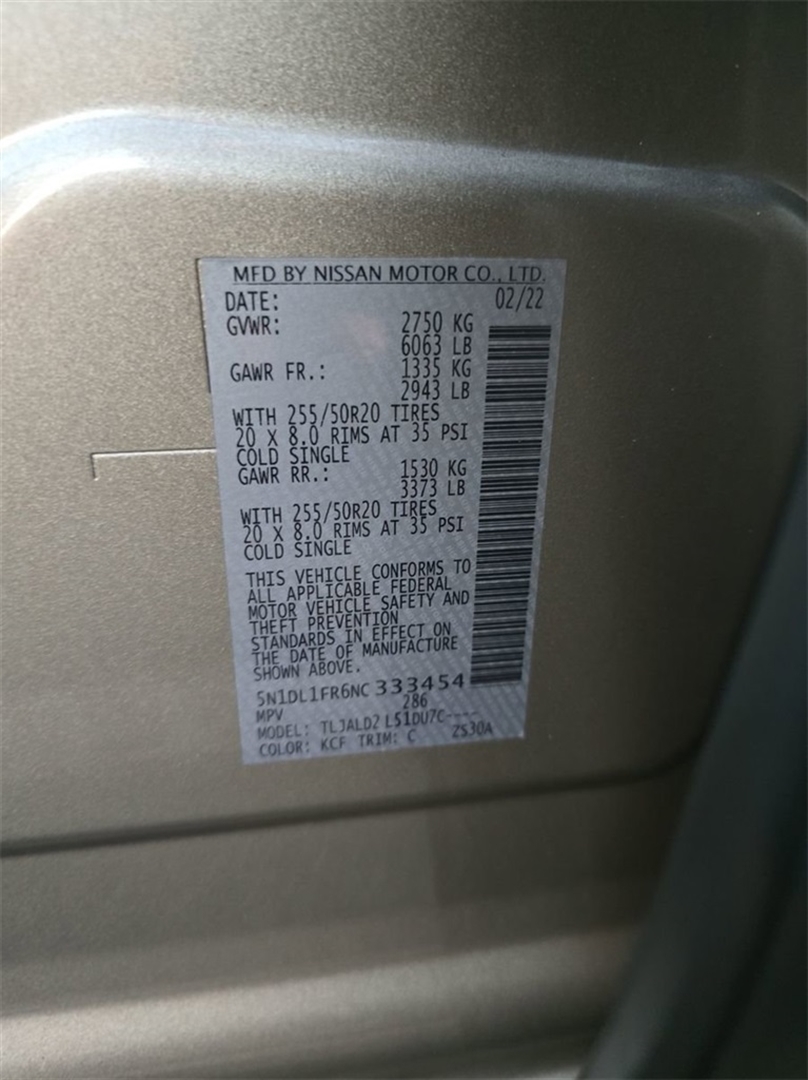 MFD BY NISSAN MOTOR CO., LTD.
DATE: 02/22
GVWR: 2750 KG
6063 LB
GAWR FR.: 1335 KG
2943 LB
WITH 255/50R20 TIRES
20 X 8.0 RIMS AT 35 PSI
COLD SINGLE
GAWR RR.: 1530 KG
3373 LB
WITH 255/50R20 TIRES
20 X 8.0 RIMS AT 35 PSI
COLD SINGLE
THIS VEHICLE CONFORMS TO
ALL APPLICABLE FEDERAL
MOTOR VEHICLE SAFETY AND
THEFT PREVENTION
STANDARDS IN EFFECT ON
THE DATE OF MANUFACTURE
SHOWN ABOVE.
5N1DL1FR6NC 333454
MPV 286
MODEL: TLJALD2 L51DU7C----
COLOR: KCF TRIM: C ZS30A